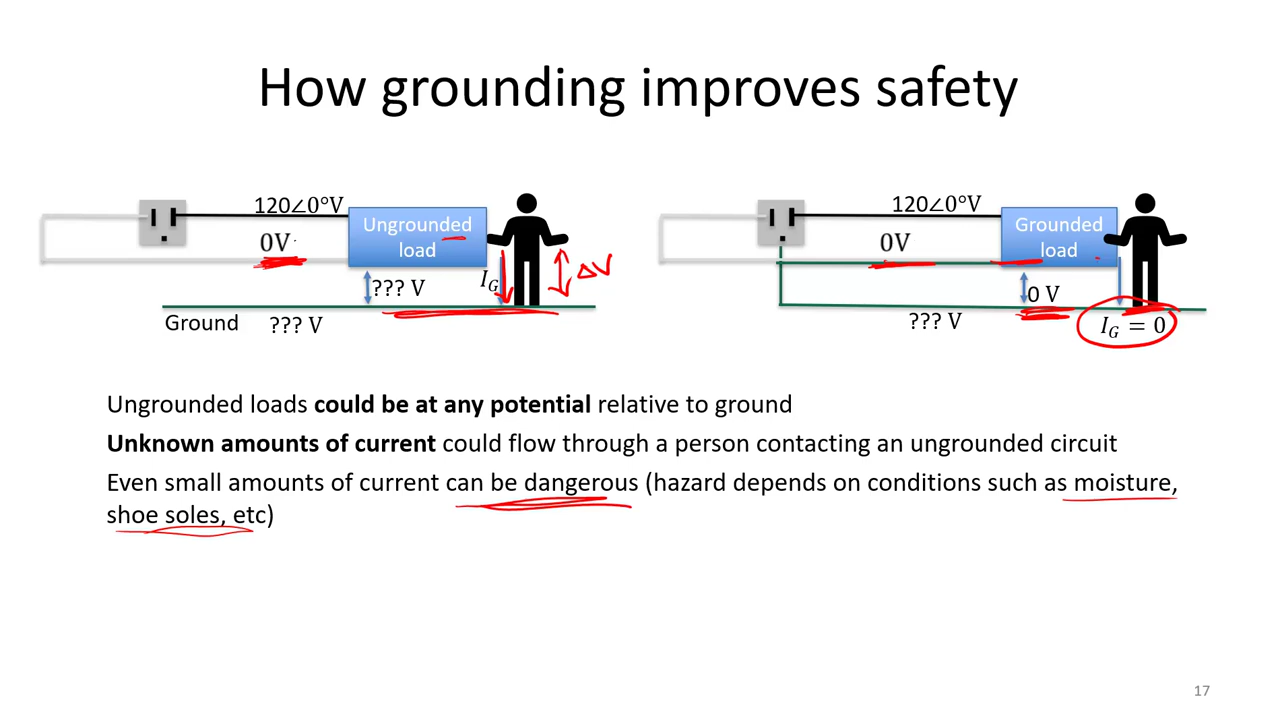 How grounding improves safety
120∠0°V
0V
Ungrounded
load
??? V
I_G
ΔV
Ground
??? V
120∠0°V
0V
Grounded
load
0 V
??? V
I_G = 0
Ungrounded loads could be at any potential relative to ground
Unknown amounts of current could flow through a person contacting an ungrounded circuit
Even small amounts of current can be dangerous (hazard depends on conditions such as moisture,
shoe soles, etc)
17